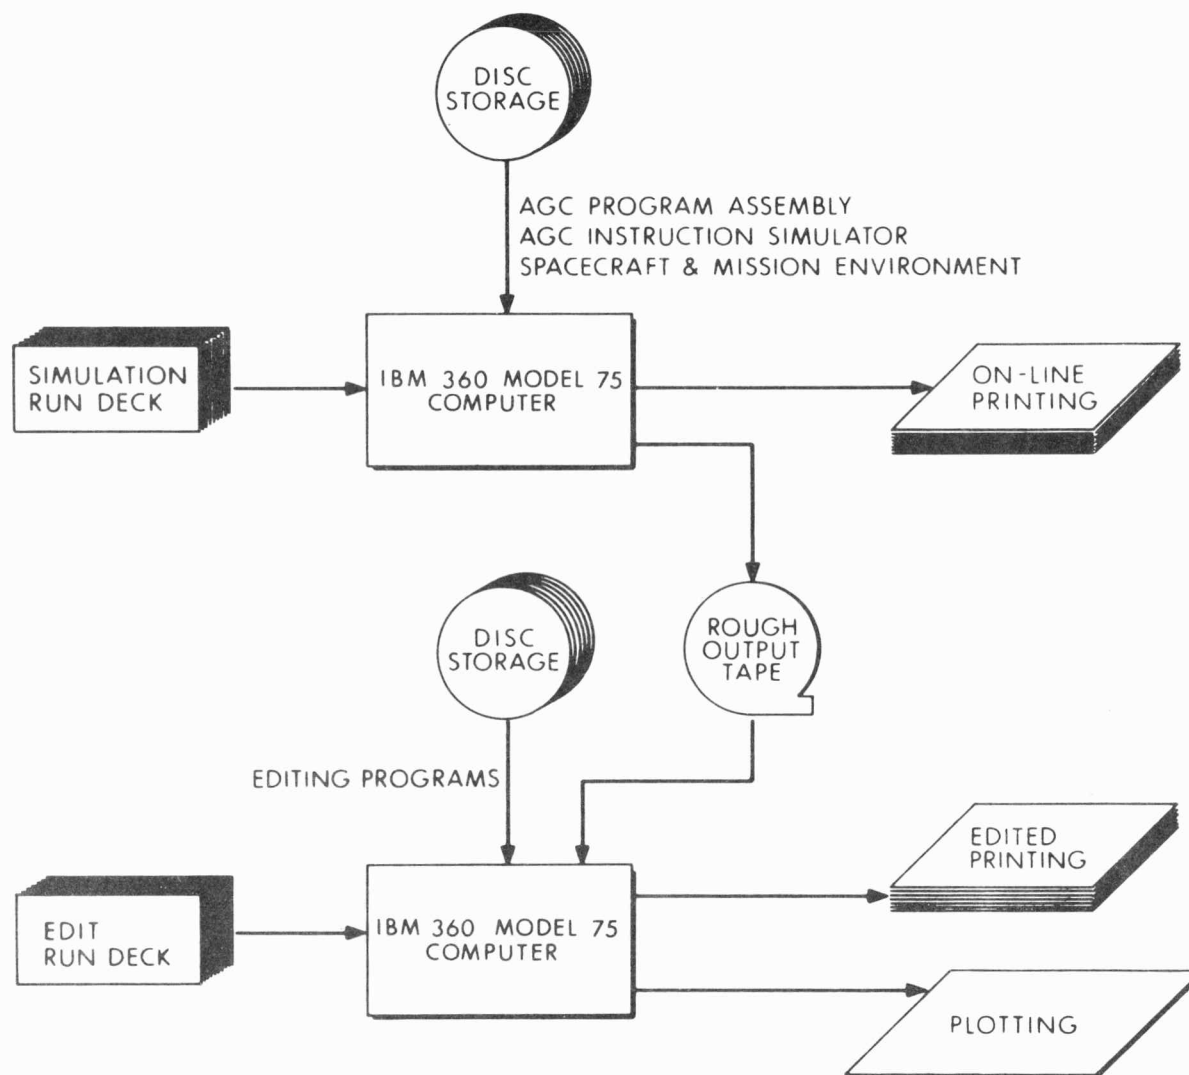 DISC
STORAGE
AGC PROGRAM ASSEMBLY
AGC INSTRUCTION SIMULATOR
SPACECRAFT & MISSION ENVIRONMENT
SIMULATION
RUN DECK
IBM 360 MODEL 75
COMPUTER
ON-LINE
PRINTING
DISC
STORAGE
ROUGH
OUTPUT
TAPE
EDITING PROGRAMS
EDIT
RUN DECK
IBM 360 MODEL 75
COMPUTER
EDITED
PRINTING
PLOTTING